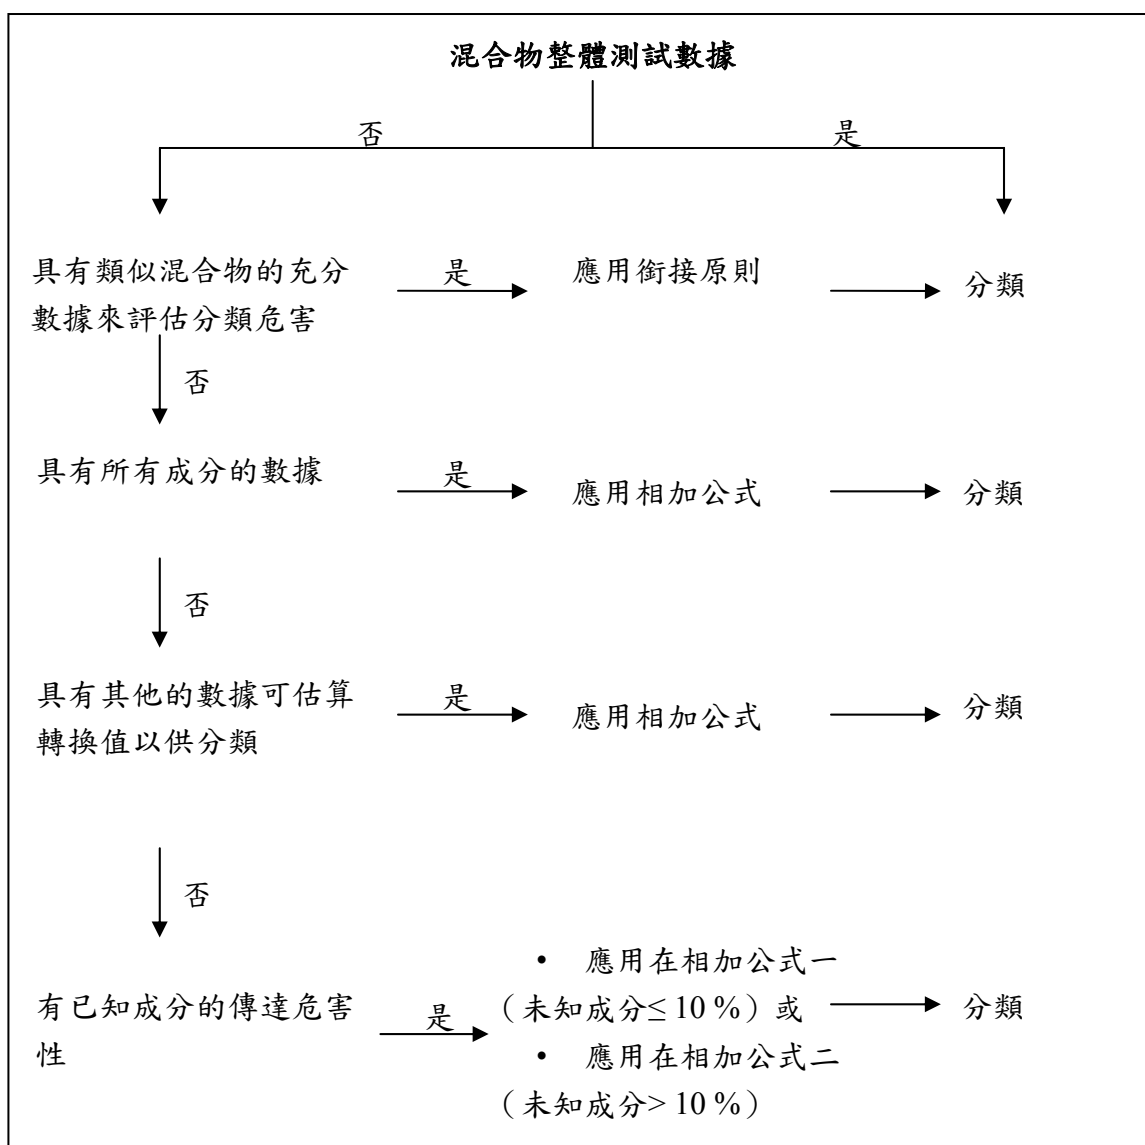 混合物整體測試數據
否
是
具有類似混合物的充分
數據來評估分類危害
是
應用銜接原則
分類
否
具有所有成分的數據
是
應用相加公式
分類
否
具有其他的數據可估算
轉換值以供分類
是
應用相加公式
分類
否
有已知成分的傳達危害
性
是
• 應用在相加公式一
（未知成分≤ 10 %）或
• 應用在相加公式二
（未知成分> 10 %）
分類